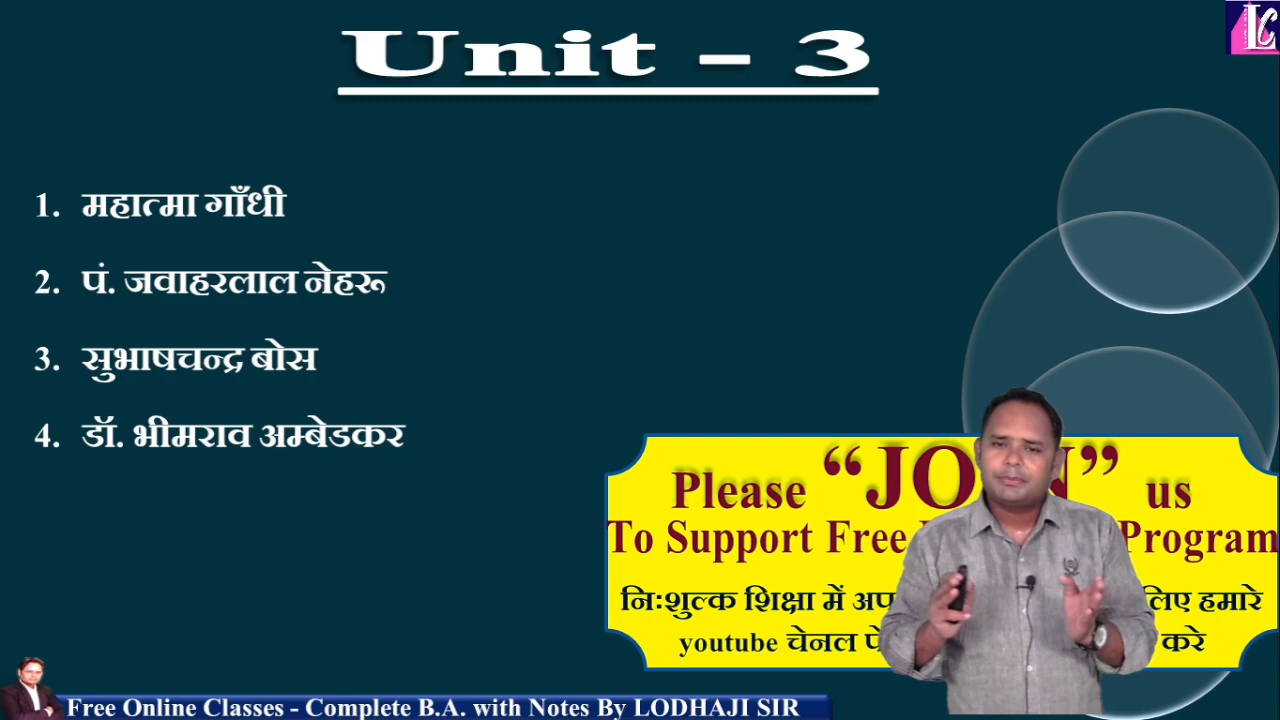 LC
Unit - 3
1. महात्मा गाँधी
2. पं. जवाहरलाल नेहरू
3. सुभाषचन्द्र बोस
4. डॉ. भीमराव अम्बेडकर
Please “JO us
To Support Free Program
निःशुल्क शिक्षा में हमारे
youtube चेनल करे
Free Online Classes - Complete B.A. with Notes By LODHAJI SIR